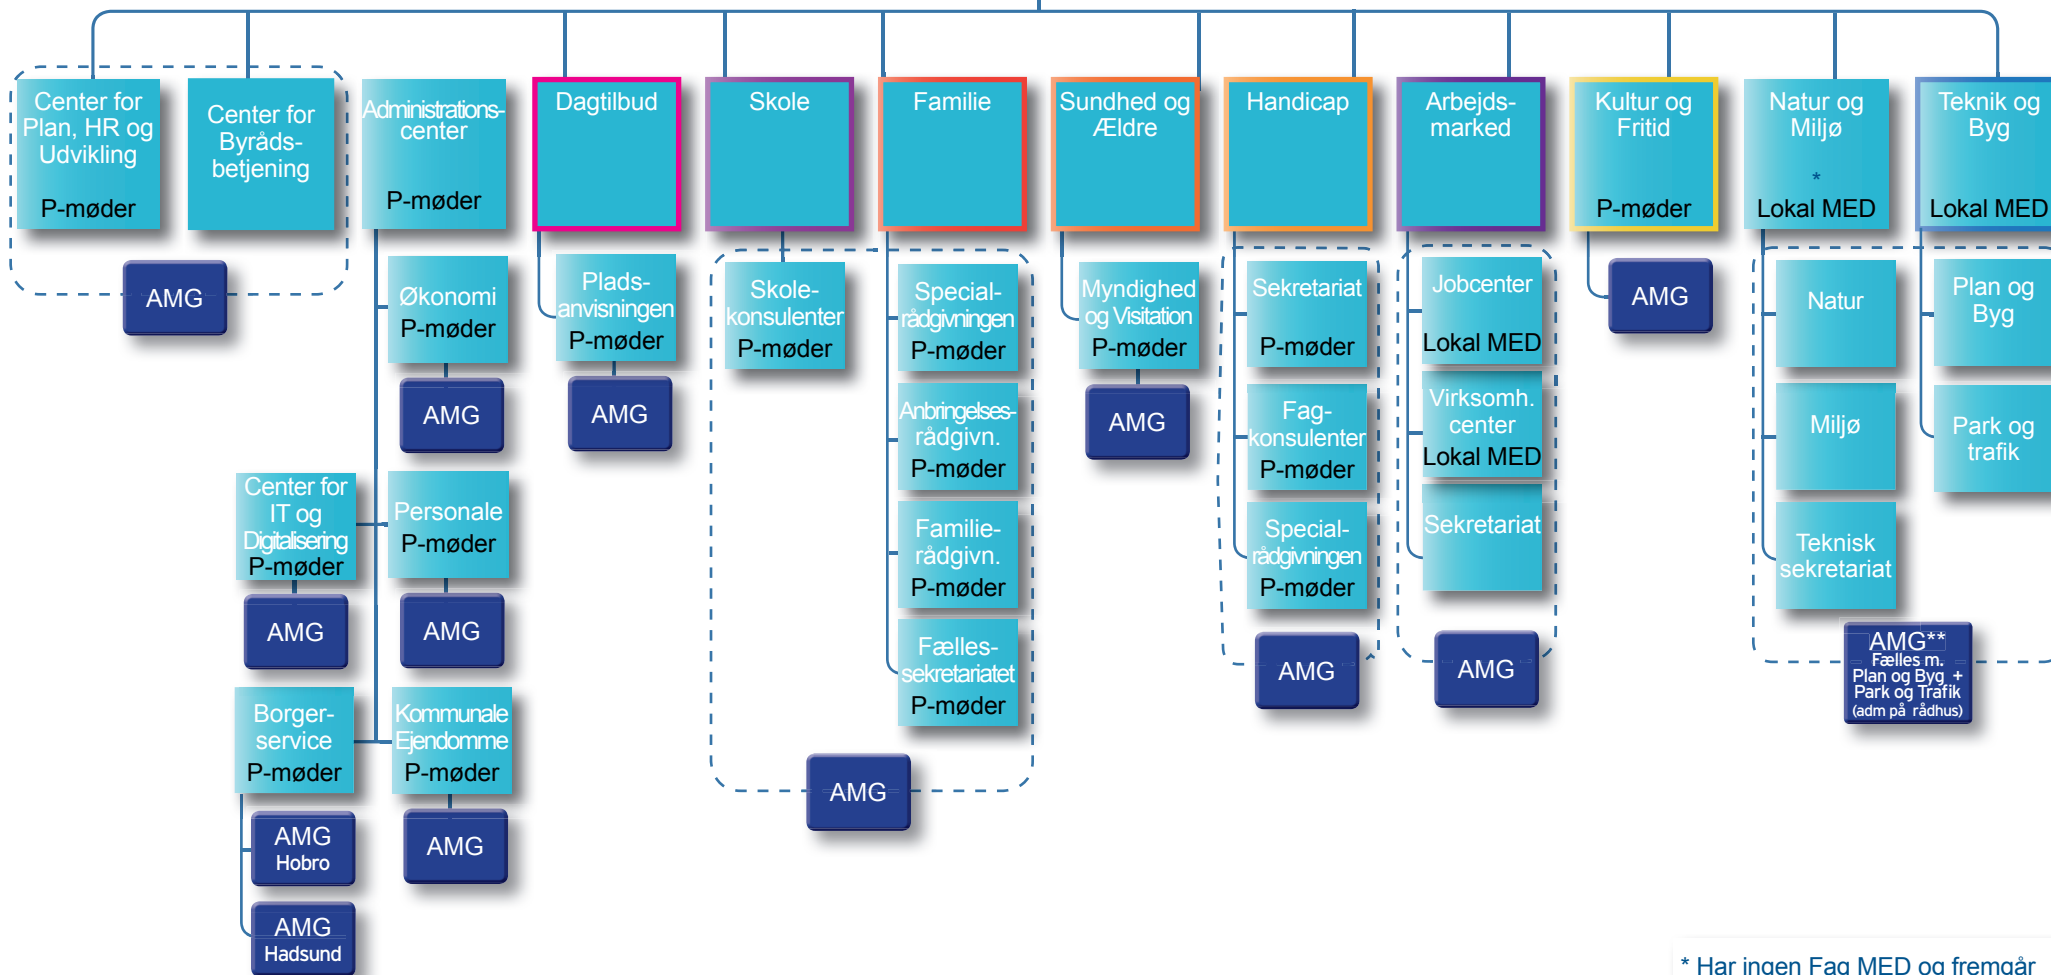 Center for
Plan, HR og
Udvikling
P-møder
Center for
Byråds-
betjening
AMG
Administrations-
center
P-møder
Økonomi
P-møder
AMG
Center for
IT og
Digitalisering
P-møder
AMG
Personale
P-møder
AMG
Borger-
service
P-møder
AMG
Hobro
AMG
Hadsund
Kommunale
Ejendomme
P-møder
AMG
Dagtilbud
Plads-
anvisningen
P-møder
AMG
Skole
Skole-
konsulenter
P-møder
Familie
Special-
rådgivningen
P-møder
Anbringelses-
rådgivn.
P-møder
Familie-
rådgivn.
P-møder
Fælles-
sekretariatet
P-møder
AMG
Sundhed og
Ældre
Myndighed
og Visitation
P-møder
AMG
Handicap
Sekretariat
P-møder
Fag-
konsulenter
P-møder
Special-
rådgivningen
P-møder
AMG
Arbejds-
marked
Jobcenter
Lokal MED
Virksomh.
center
Lokal MED
Sekretariat
AMG
Kultur og
Fritid
P-møder
AMG
Natur og
Miljø
*
Lokal MED
Natur
Miljø
Teknisk
sekretariat
Teknik og
Byg
Lokal MED
Plan og
Byg
Park og
trafik
AMG**
Fælles m.
Plan og Byg +
Park og Trafik
(adm på rådhus)
* Har ingen Fag MED og fremgår